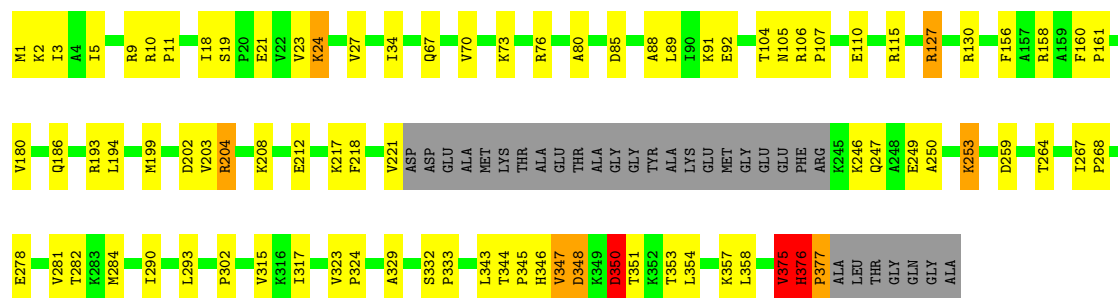 M1 K2 I3 A4 I5 R9 R10 P11 I18 S19 P20 E21 V22 V23 K24 V27 I34 Q67 V70 K73 R76 A80 D85 A88 L89 I90 K91 E92 T104 N105 R106 P107 E110 R115 R127 R130 F156 A157 R158 A159 F160 P161
V180 Q186 R193 L194 M199 D202 V203 R204 K208 E212 K217 F218 V221 ASP ASP GLU ALA MET LYS THR ALA GLU THR ALA GLY GLY TYR ALA LYS GLU MET GLY GLU GLU PHE ARG K245 K246 Q247 A248 E249 A250 K253 D259 T264 I267 P268
E278 V281 T282 K283 M284 I290 L293 P302 V315 K316 I317 V323 P324 A329 S332 P333 L343 T344 P345 H346 V347 D348 K349 D350 T351 K352 T353 L354 K357 L358 V375 H376 P377 ALA LEU THR GLY GLN GLY ALA